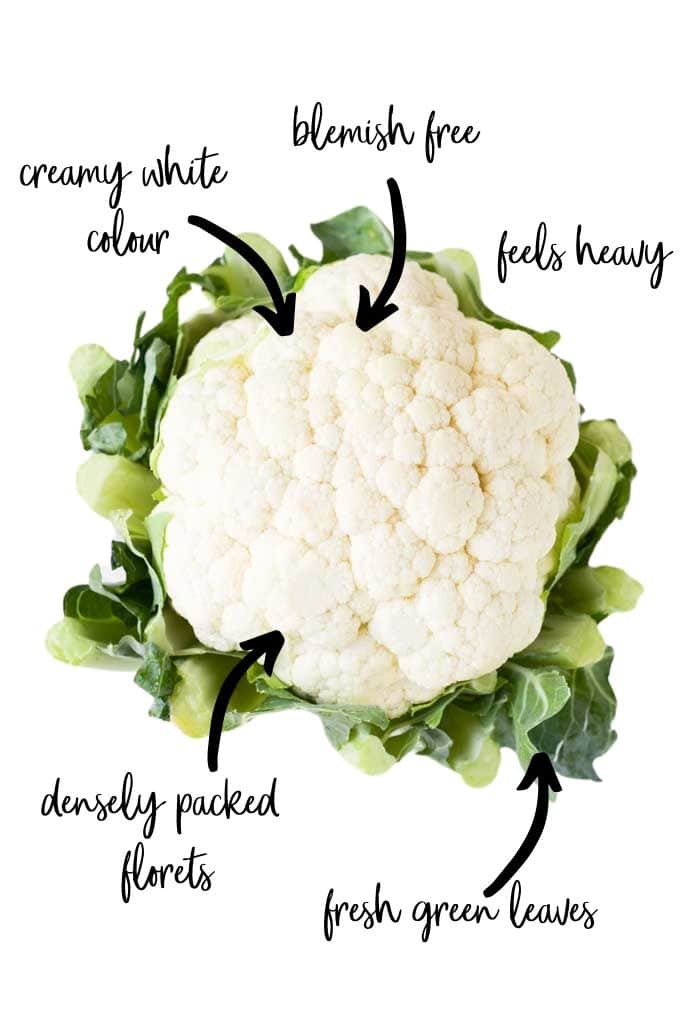 blemish free
creamy white
colour
feels heavy
densely packed
florets
fresh green leaves